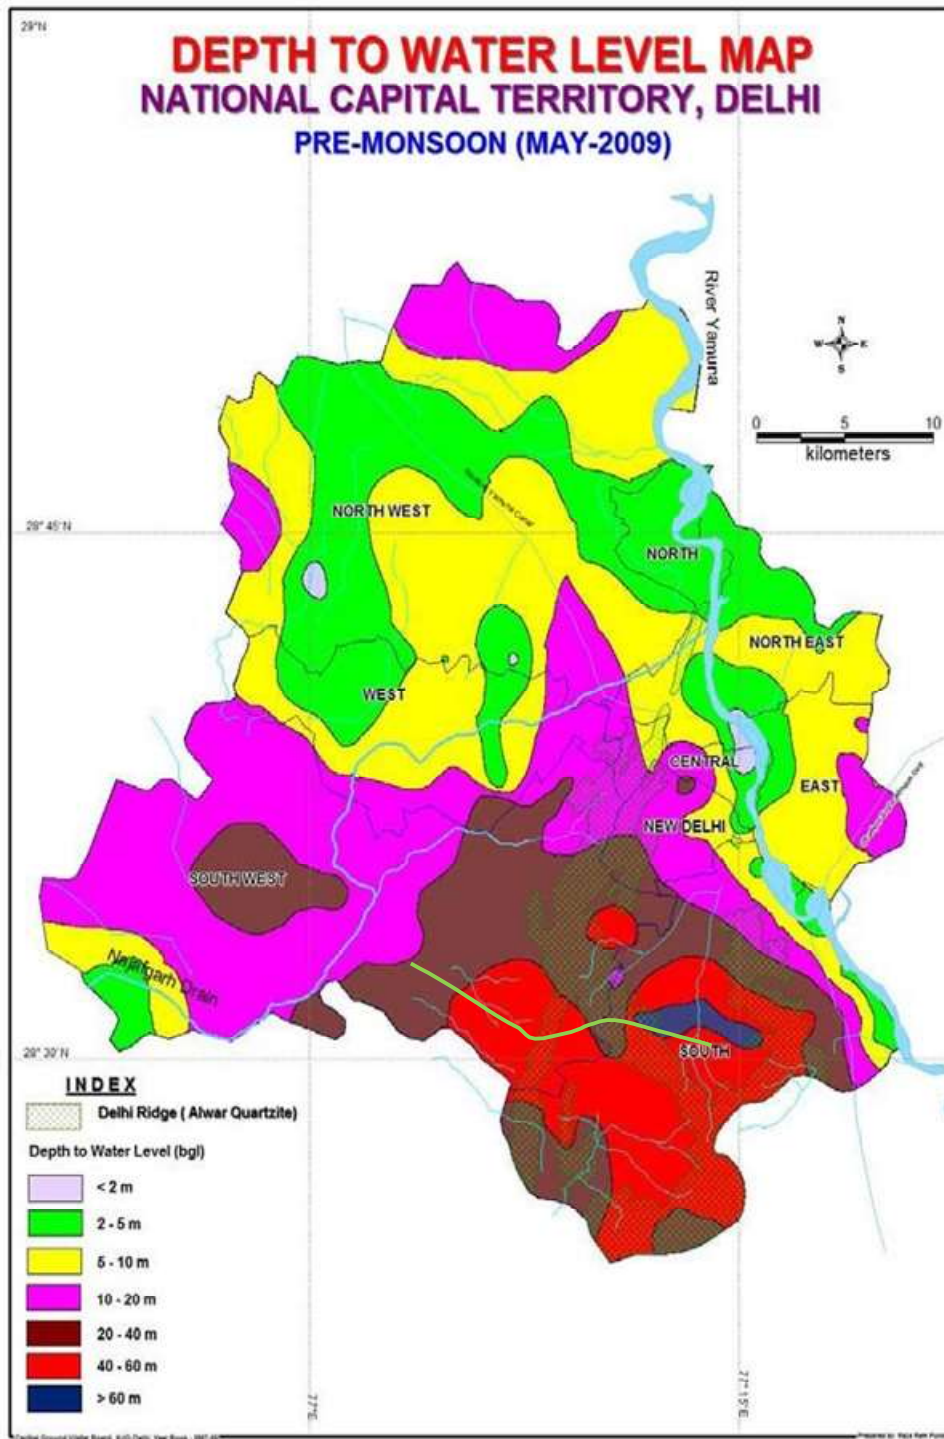 29° N
DEPTH TO WATER LEVEL MAP
NATIONAL CAPITAL TERRITORY, DELHI
PRE-MONSOON (MAY-2009)
River Yamuna
N
W E
S
0 5 10
kilometers
NORTH WEST
28° 45' N
NORTH
NORTH EAST
WEST
CENTRAL
EAST
NEW DELHI
SOUTH WEST
Najafgarh Drain
SOUTH
28° 30' N
INDEX
Delhi Ridge ( Alwar Quartzite)
Depth to Water Level (bgl)
< 2 m
2 - 5 m
5 - 10 m
10 - 20 m
20 - 40 m
40 - 60 m
> 60 m
77° E
77° 15' E